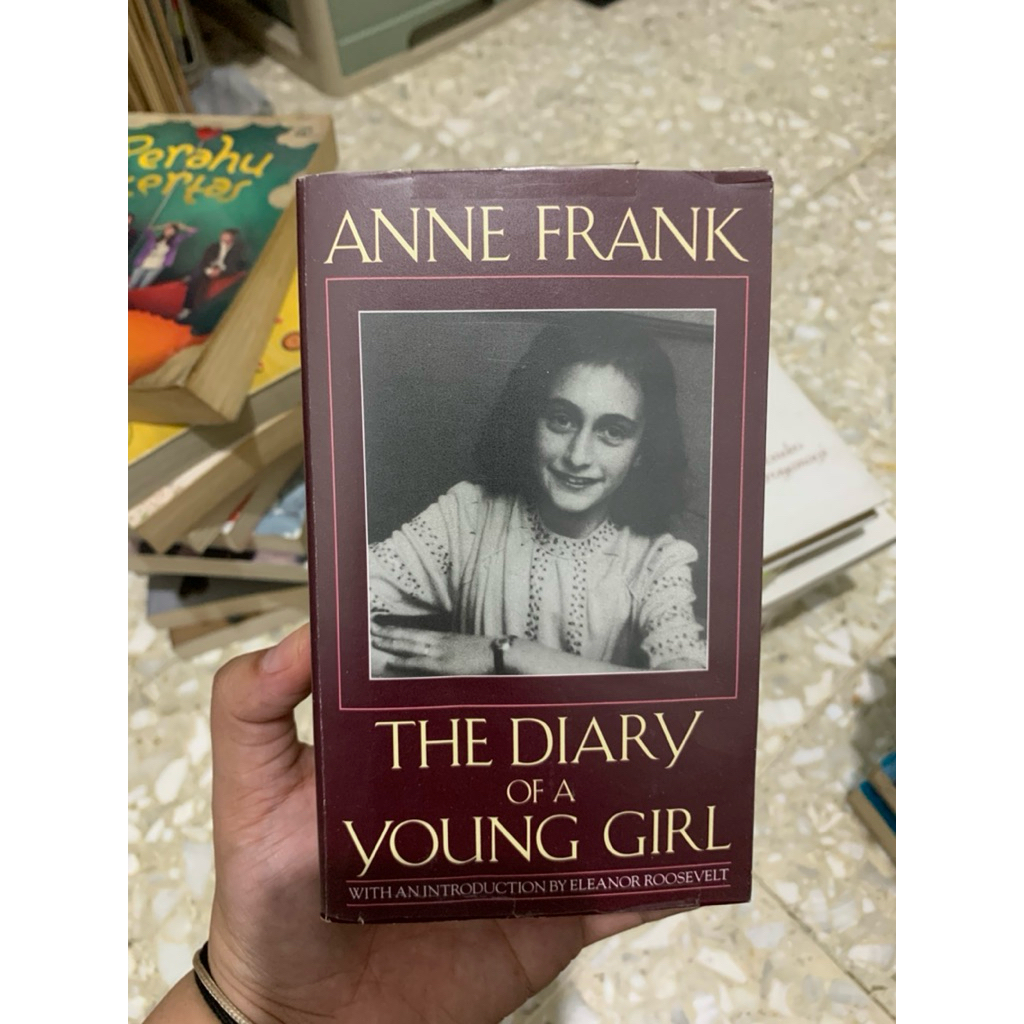 Perahu
Kertas
ANNE FRANK
THE DIARY
OF A
YOUNG GIRL
WITH AN INTRODUCTION BY ELEANOR ROOSEVELT